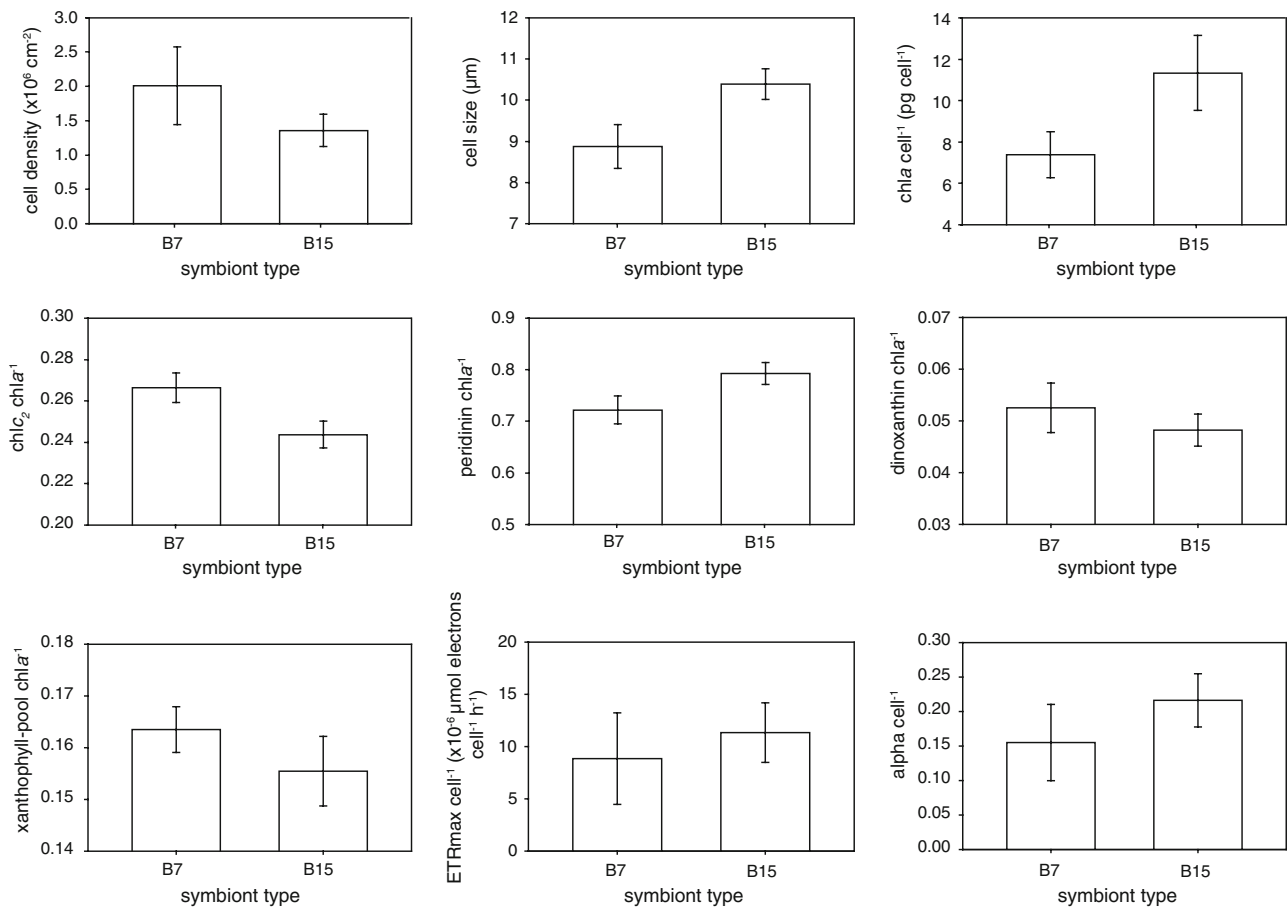 cell density (x10⁶ cm⁻²)
3.0
2.5
2.0
1.5
1.0
0.5
0.0
B7 B15
symbiont type
cell size (µm)
12
11
10
9
8
7
B7 B15
symbiont type
chla cell⁻¹ (pg cell⁻¹)
14
12
10
8
6
4
B7 B15
symbiont type
chlc₂ chla⁻¹
0.30
0.28
0.26
0.24
0.22
0.20
B7 B15
symbiont type
peridinin chla⁻¹
0.9
0.8
0.7
0.6
0.5
B7 B15
symbiont type
dinoxanthin chla⁻¹
0.07
0.06
0.05
0.04
0.03
B7 B15
symbiont type
xanthophyll-pool chla⁻¹
0.18
0.17
0.16
0.15
0.14
B7 B15
symbiont type
ETRmax cell⁻¹ (x10⁻⁶ µmol electrons
cell⁻¹ h⁻¹)
20
15
10
5
0
B7 B15
symbiont type
alpha cell⁻¹
0.30
0.25
0.20
0.15
0.10
0.05
0.00
B7 B15
symbiont type